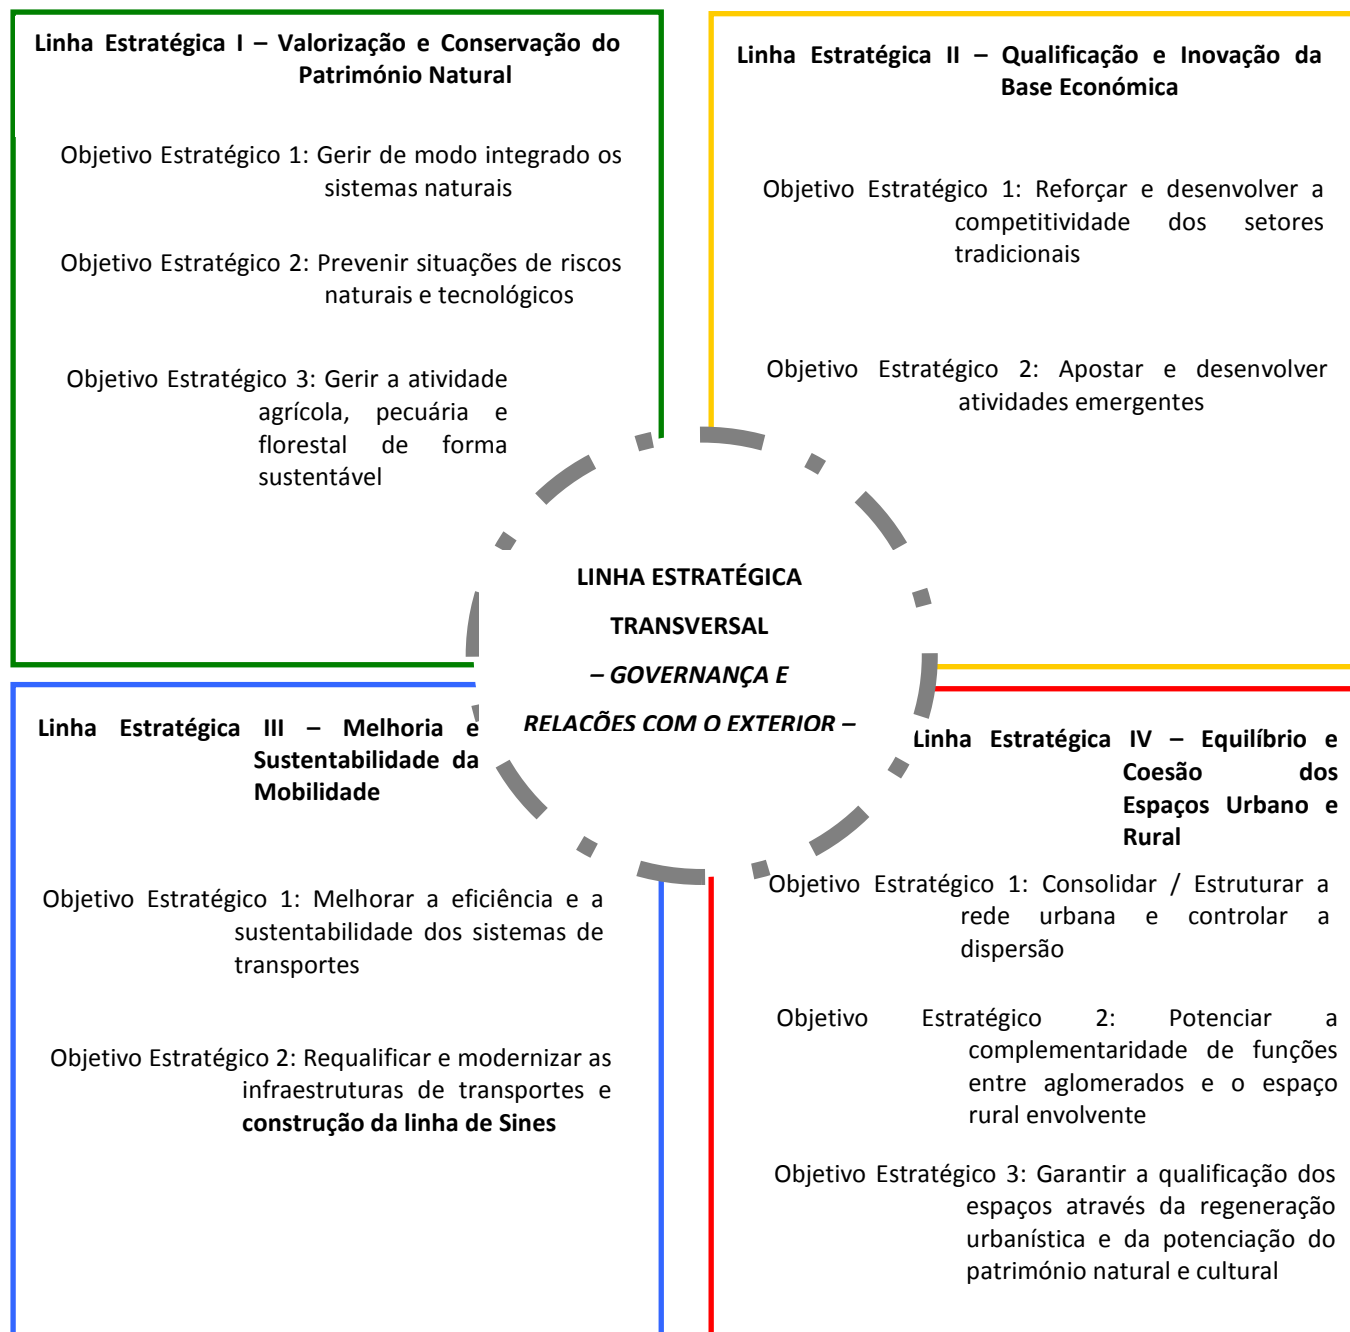 Linha Estratégica I – Valorização e Conservação do
Património Natural
Objetivo Estratégico 1: Gerir de modo integrado os
sistemas naturais
Objetivo Estratégico 2: Prevenir situações de riscos
naturais e tecnológicos
Objetivo Estratégico 3: Gerir a atividade
agrícola, pecuária e
florestal de forma
sustentável
Linha Estratégica II – Qualificação e Inovação da
Base Económica
Objetivo Estratégico 1: Reforçar e desenvolver a
competitividade dos setores
tradicionais
Objetivo Estratégico 2: Apostar e desenvolver
atividades emergentes
LINHA ESTRATÉGICA
TRANSVERSAL
– GOVERNANÇA E
RELACÕES COM O EXTERIOR –
Linha Estratégica III – Melhoria e
Sustentabilidade da
Mobilidade
Objetivo Estratégico 1: Melhorar a eficiência e a
sustentabilidade dos sistemas de
transportes
Objetivo Estratégico 2: Requalificar e modernizar as
infraestruturas de transportes e
construção da linha de Sines
Linha Estratégica IV – Equilíbrio e
Coesão dos
Espaços Urbano e
Rural
Objetivo Estratégico 1: Consolidar / Estruturar a
rede urbana e controlar a
dispersão
Objetivo Estratégico 2: Potenciar a
complementaridade de funções
entre aglomerados e o espaço
rural envolvente
Objetivo Estratégico 3: Garantir a qualificação dos
espaços através da regeneração
urbanística e da potenciação do
património natural e cultural